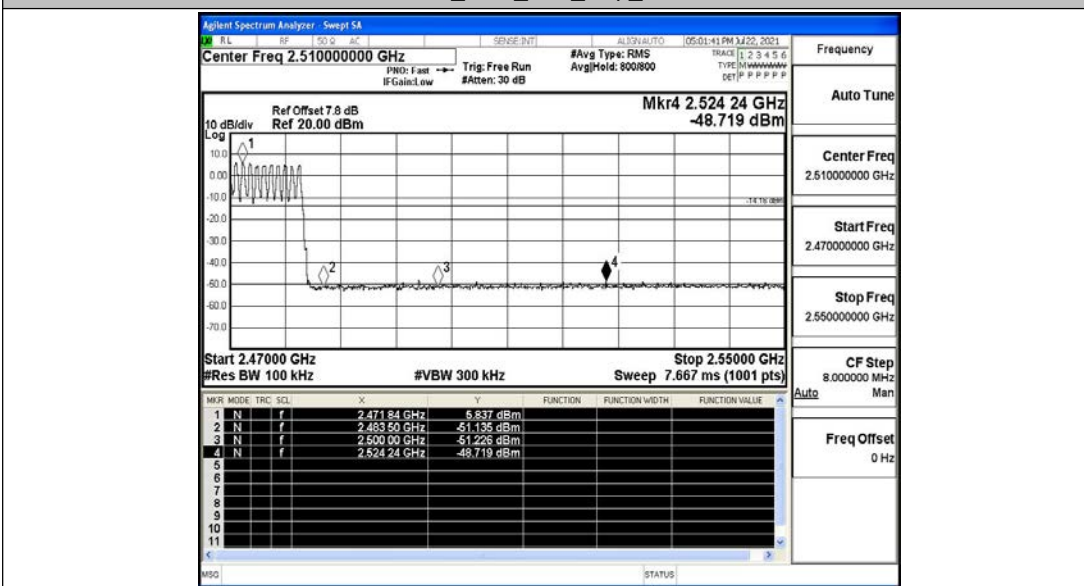 Agilent Spectrum Analyzer - Swept SA
RL RF 50 Ω AC SENSE:INT ALIGN AUTO 05:01:41 PM Jul 22, 2021
Center Freq 2.510000000 GHz
PNO: Fast
IFGain:Low
Trig: Free Run
#Atten: 30 dB
#Avg Type: RMS
Avg|Hold: 800/800
TRACE 1 2 3 4 5 6
TYPE M W W W W W
DET P P P P P P
Ref Offset 7.8 dB
Ref 20.00 dBm
10 dB/div
Log
Mkr4 2.524 24 GHz
-48.719 dBm
10.0
0.00
-10.0
-20.0
-30.0
-40.0
-50.0
-60.0
-70.0
1
2
3
4
Start 2.47000 GHz
Stop 2.55000 GHz
#Res BW 100 kHz
#VBW 300 kHz
Sweep 7.667 ms (1001 pts)
MKR MODE TRC SCL X Y FUNCTION FUNCTION WIDTH FUNCTION VALUE
1 N f 2.471 84 GHz 5.837 dBm
2 N f 2.483 50 GHz -51.135 dBm
3 N f 2.500 00 GHz -51.226 dBm
4 N f 2.524 24 GHz -48.719 dBm
5
6
7
8
9
10
11
MSG
STATUS
Frequency
Auto Tune
Center Freq
2.510000000 GHz
Start Freq
2.470000000 GHz
Stop Freq
2.550000000 GHz
CF Step
8.000000 MHz
Auto Man
Freq Offset
0 Hz